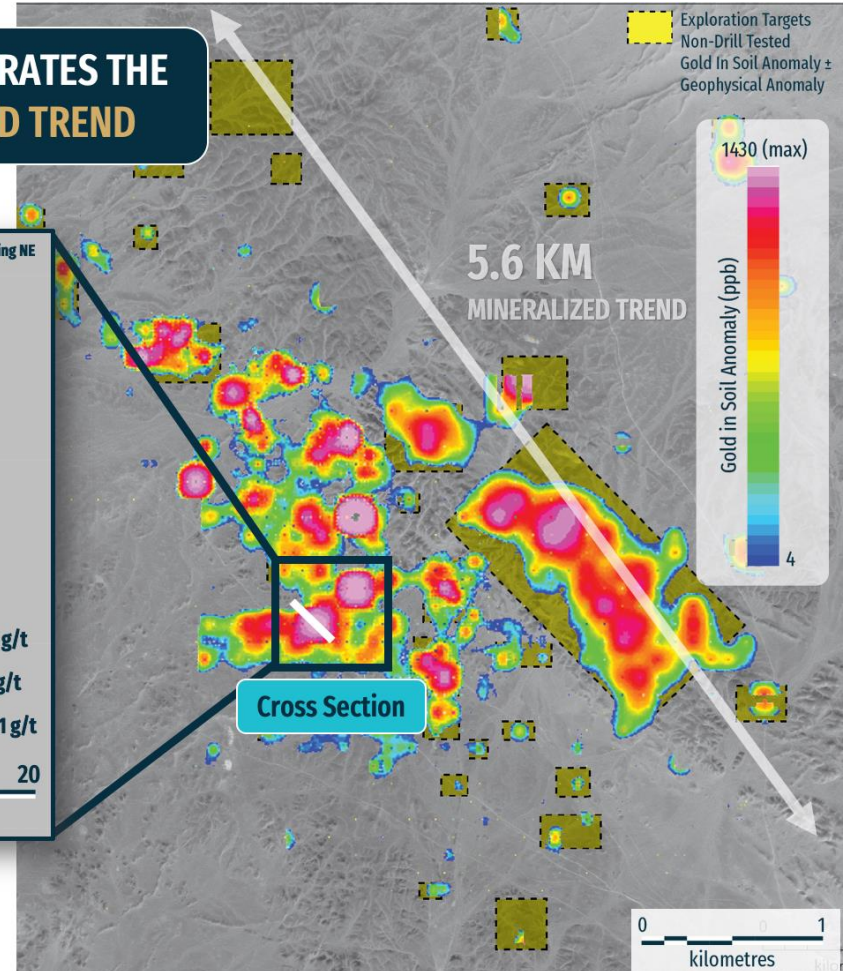 RATES THE
D TREND
Exploration Targets
Non-Drill Tested
Gold In Soil Anomaly ±
Geophysical Anomaly
1430 (max)
Gold in Soil Anomaly (ppb)
4
ing NE
5.6 KM
MINERALIZED TREND
g/t
g/t
1 g/t
20
Cross Section
0
1
kilometres